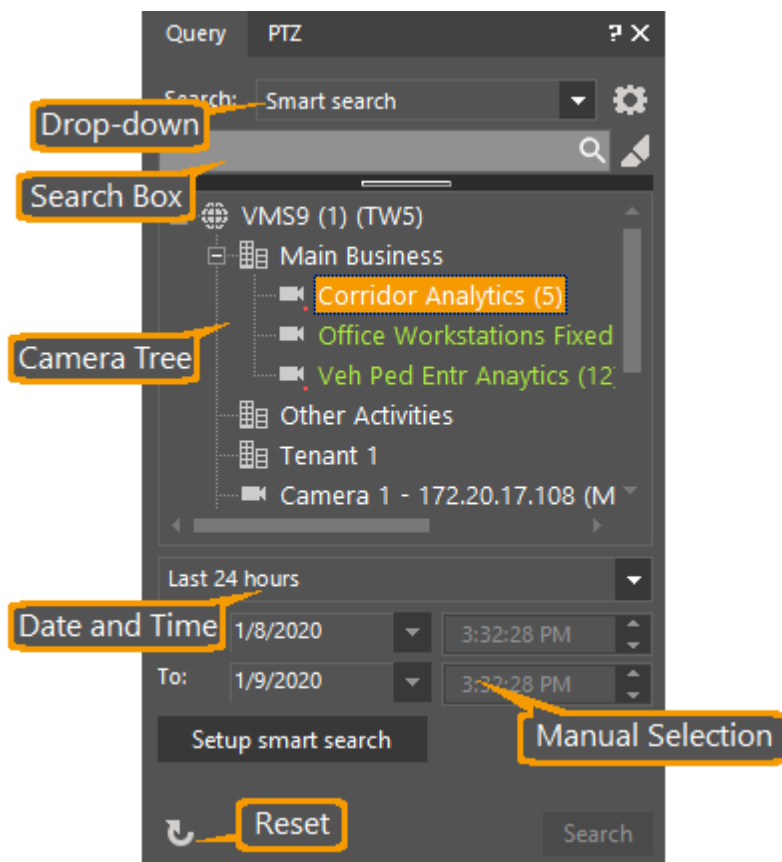 Query PTZ ? X
Search: Smart search
Drop-down
Search Box
VMS9 (1) (TW5)
Main Business
Corridor Analytics (5)
Office Workstations Fixed
Camera Tree
Veh Ped Entr Anaytics (12)
Other Activities
Tenant 1
Camera 1 - 172.20.17.108 (M
Last 24 hours
Date and Time 1/8/2020 3:32:28 PM
To: 1/9/2020 3:32:28 PM
Setup smart search
Manual Selection
Reset
Search